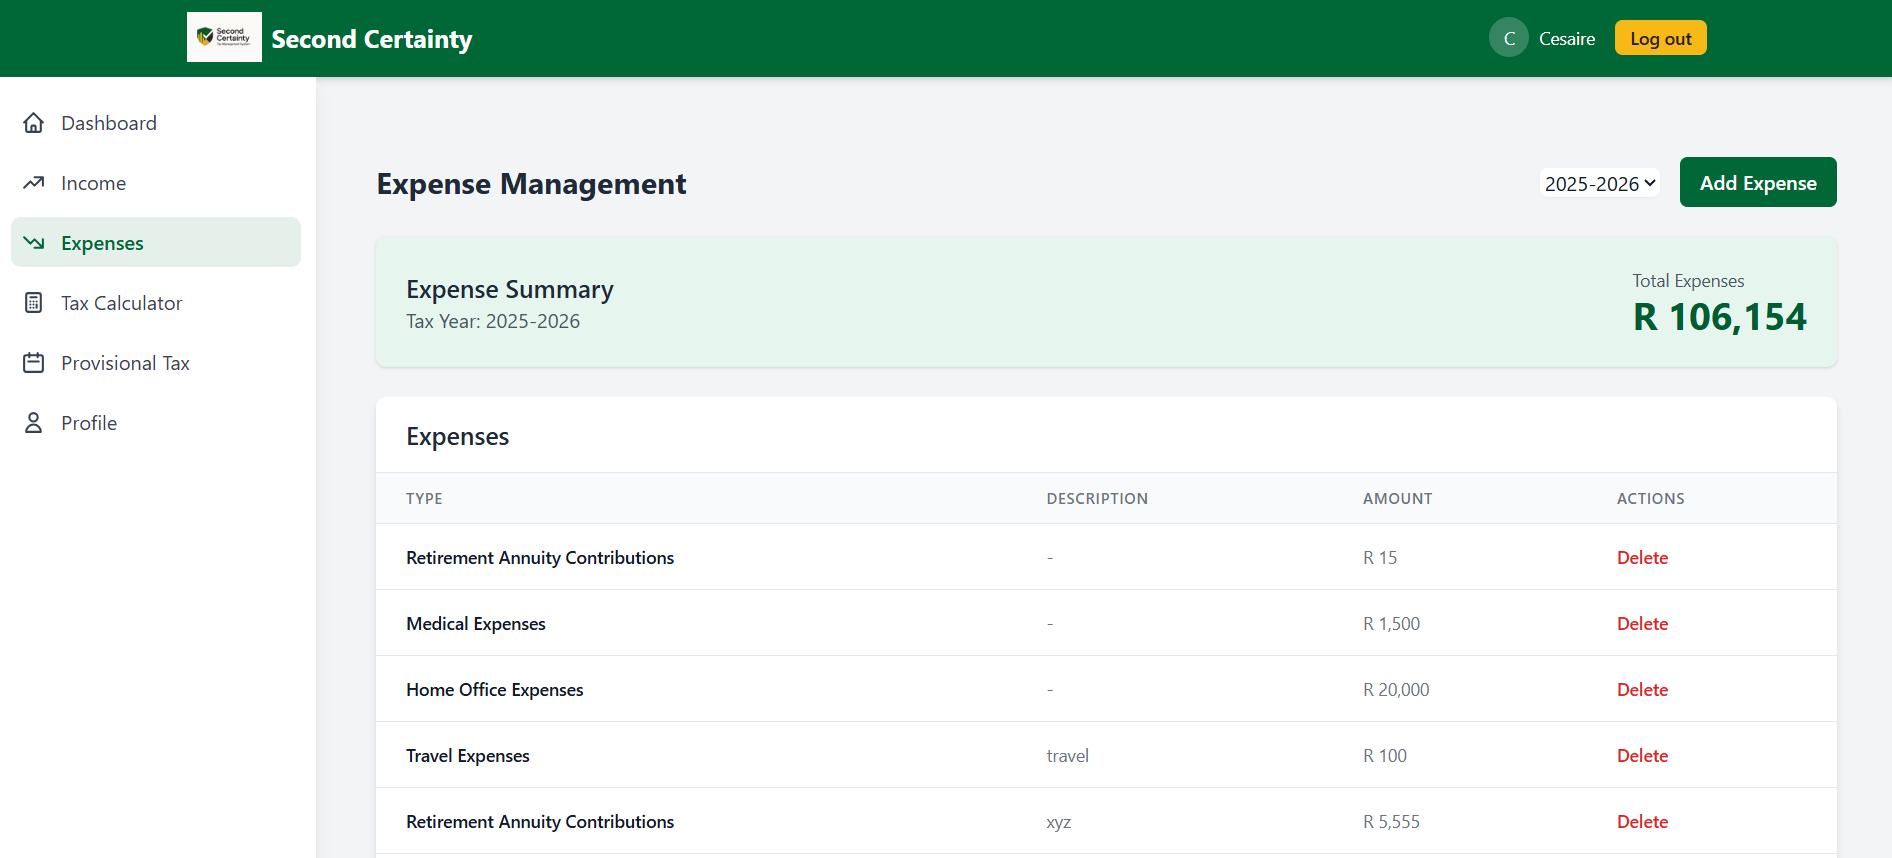 Second
Certainty
Tax Management System
Second Certainty
C
Cesaire
Log out
Dashboard
Income
Expenses
Tax Calculator
Provisional Tax
Profile
Expense Management
2025-2026
Add Expense
Expense Summary
Tax Year: 2025-2026
Total Expenses
R 106,154
Expenses
TYPE DESCRIPTION AMOUNT ACTIONS
Retirement Annuity Contributions - R 15 Delete
Medical Expenses - R 1,500 Delete
Home Office Expenses - R 20,000 Delete
Travel Expenses travel R 100 Delete
Retirement Annuity Contributions xyz R 5,555 Delete